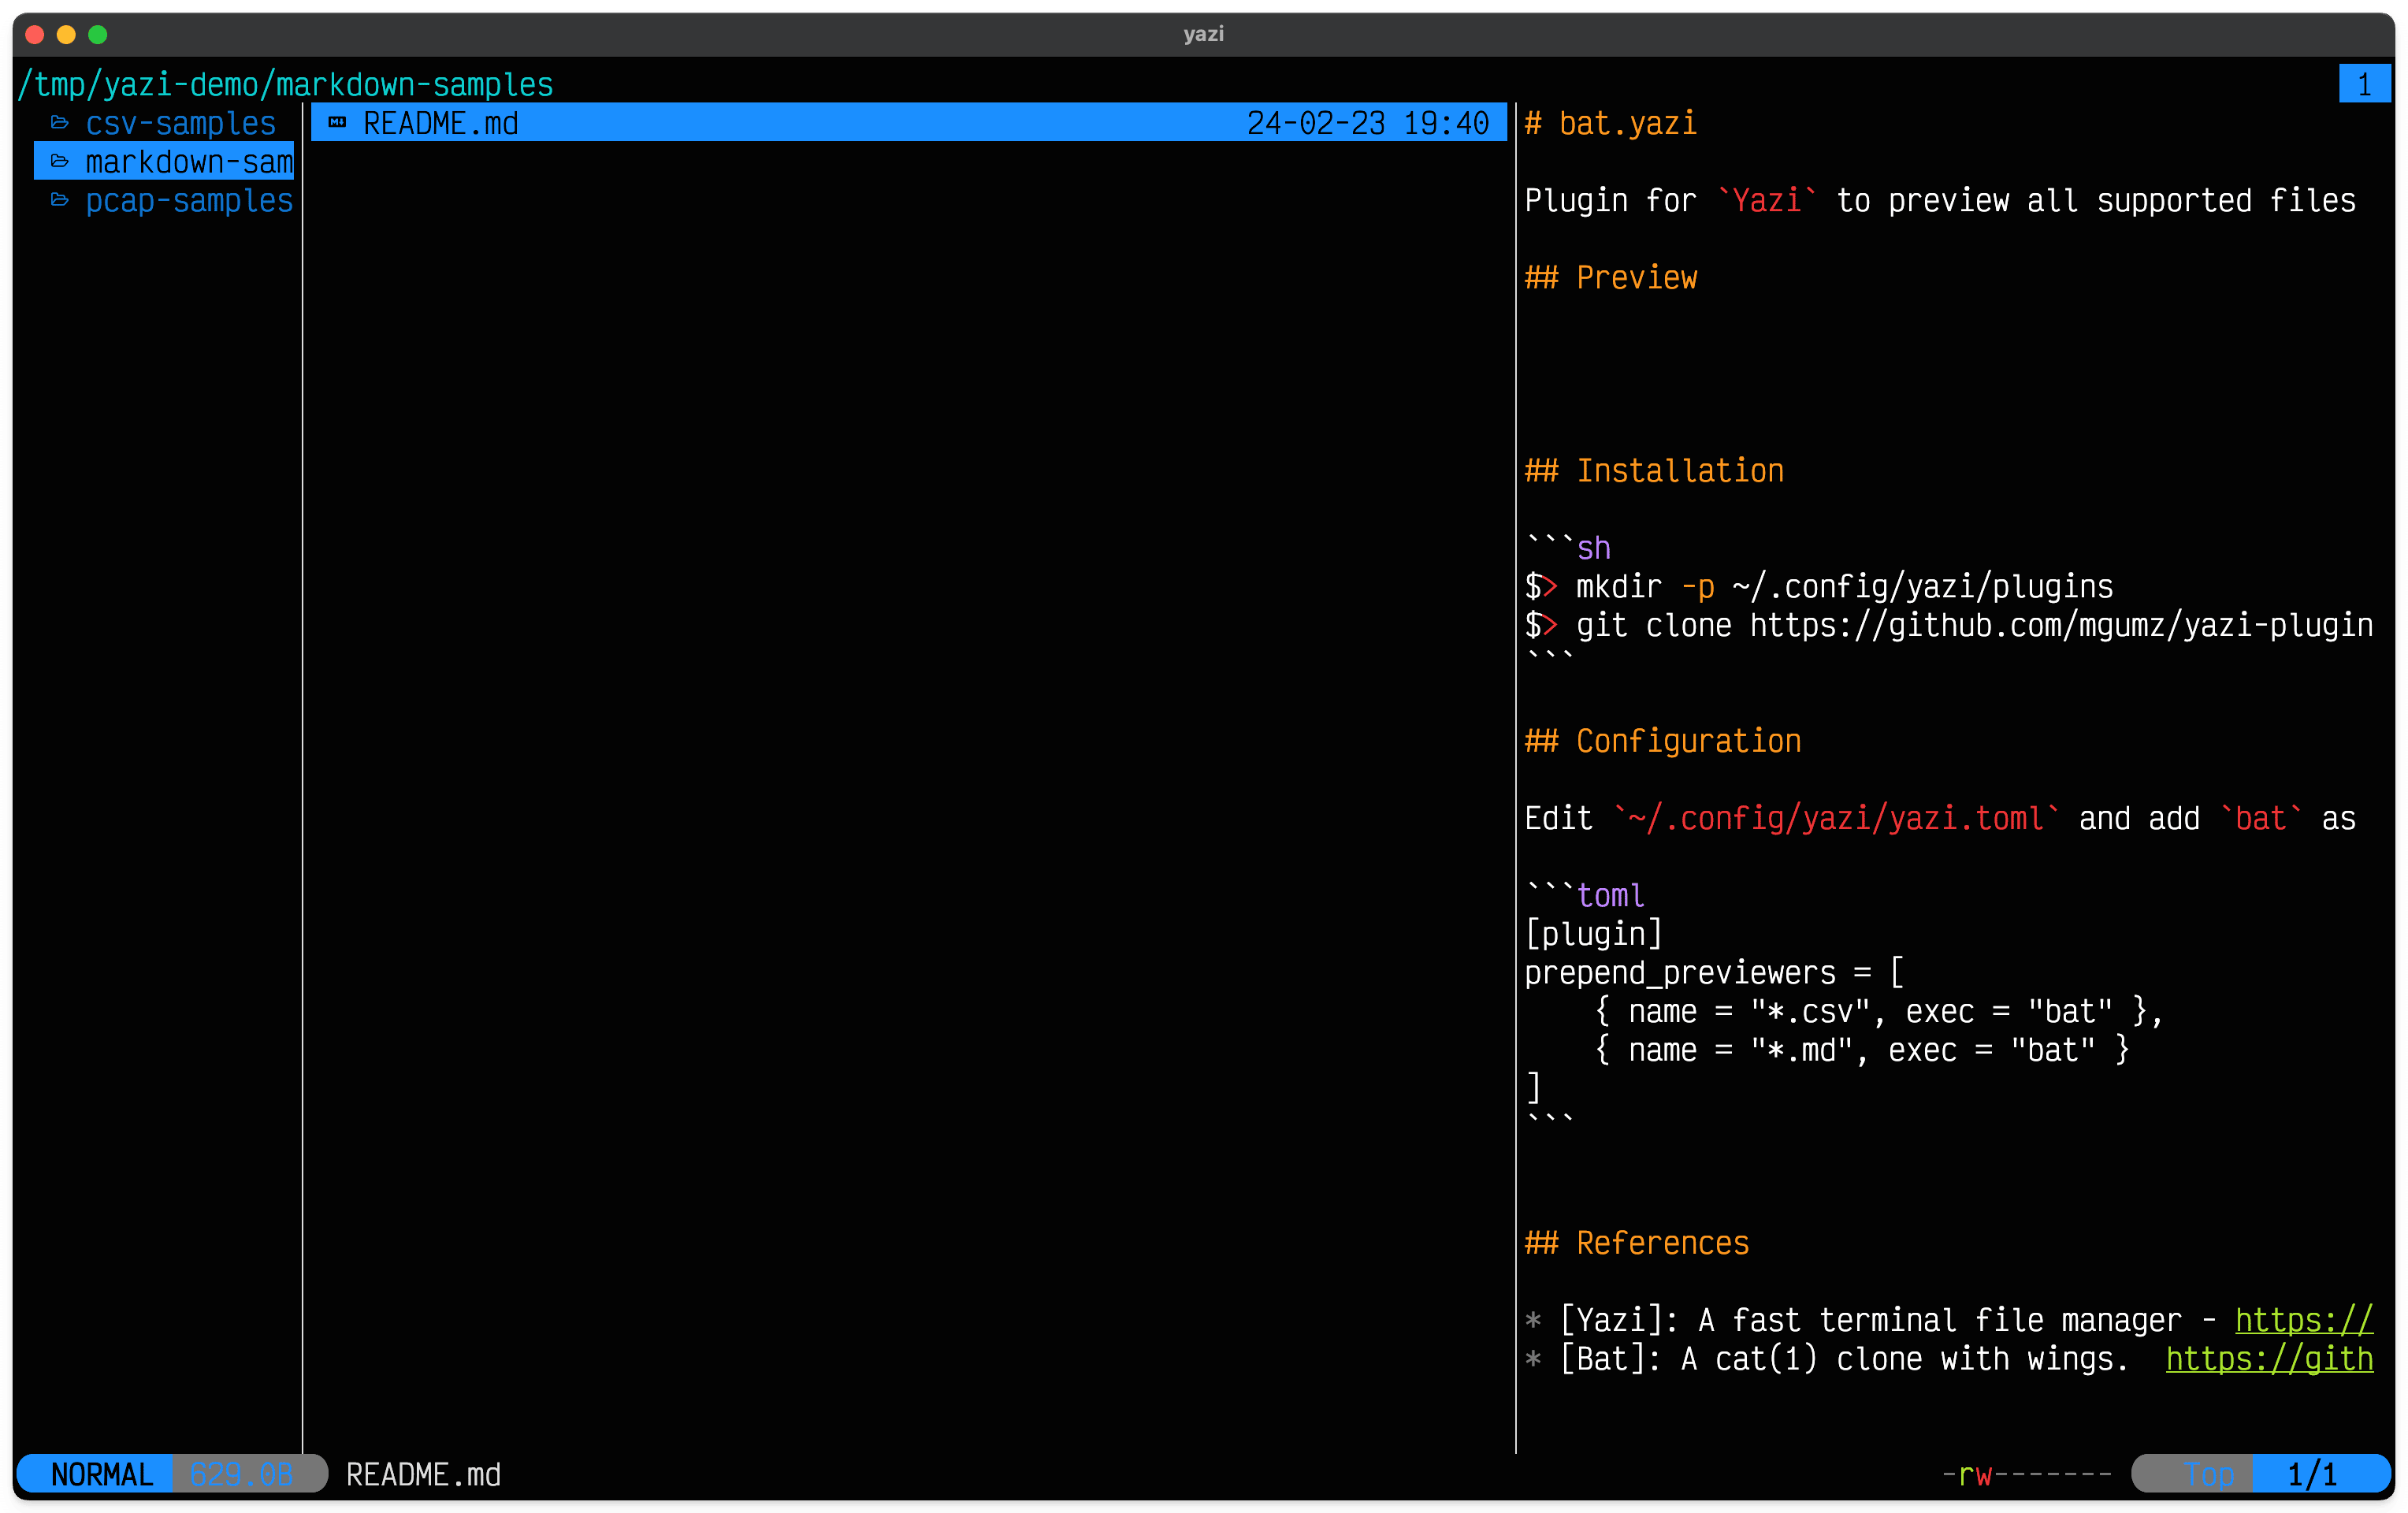 yazi
/tmp/yazi-demo/markdown-samples 1
csv-samples
markdown-sam
pcap-samples
README.md 24-02-23 19:40
# bat.yazi
Plugin for `Yazi` to preview all supported files
## Preview
## Installation
```sh
$> mkdir -p ~/.config/yazi/plugins
$> git clone https://github.com/mgumz/yazi-plugin
```
## Configuration
Edit `~/.config/yazi/yazi.toml` and add `bat` as
```toml
[plugin]
prepend_previewers = [
    { name = "*.csv", exec = "bat" },
    { name = "*.md", exec = "bat" }
]
```
## References
* [Yazi]: A fast terminal file manager - https://
* [Bat]: A cat(1) clone with wings.  https://gith
NORMAL 629.0B README.md -rw------- Top 1/1